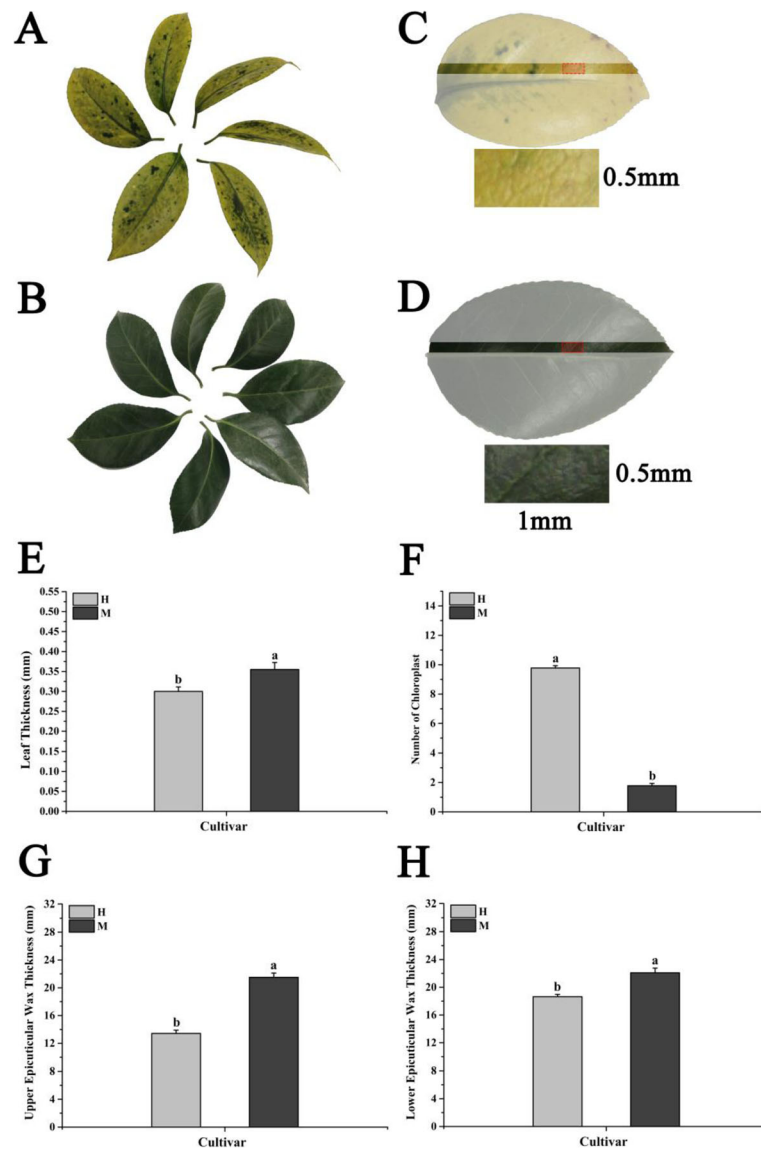 A
C
0.5mm
B
D
0.5mm
1mm
E
H
M
0.55
0.50
0.45
0.40
0.35
0.30
0.25
0.20
0.15
0.10
0.05
0.00
Leaf Thickness (mm)
b
a
Cultivar
F
H
M
14
12
10
8
6
4
2
0
Number of Chloroplast
a
b
Cultivar
G
H
M
32
28
24
20
16
12
8
4
0
Upper Epicuticular Wax Thickness (mm)
b
a
Cultivar
H
H
M
32
28
24
20
16
12
8
4
0
Lower Epicuticular Wax Thickness (mm)
b
a
Cultivar